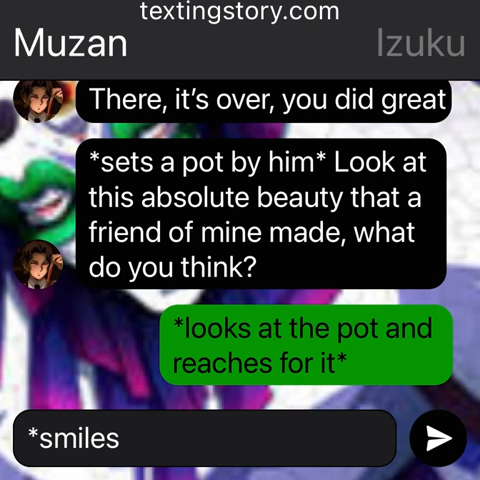 textingstory.com
Muzan Izuku
There, it’s over, you did great
*sets a pot by him* Look at
this absolute beauty that a
friend of mine made, what
do you think?
*looks at the pot and
reaches for it*
*smiles